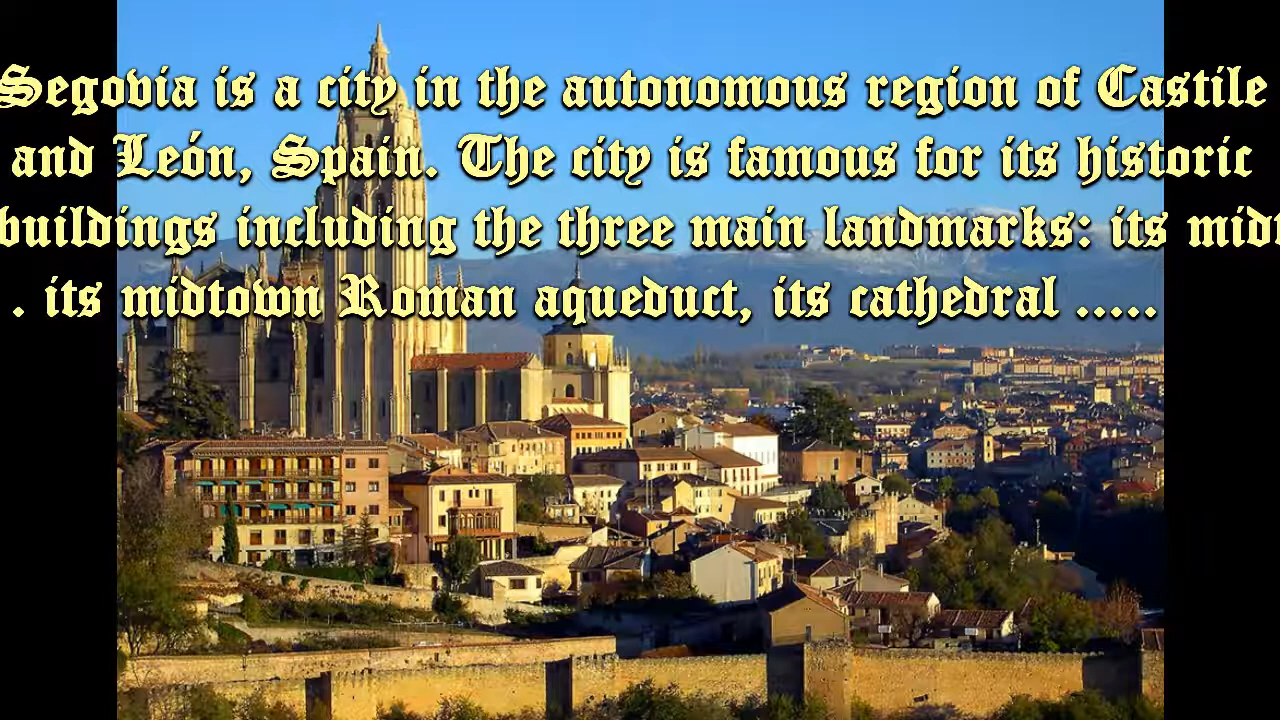 Segovia is a city in the autonomous region of Castile
and León, Spain. The city is famous for its historic
buildings including the three main landmarks: its
. its midtown Roman aqueduct, its cathedral .....